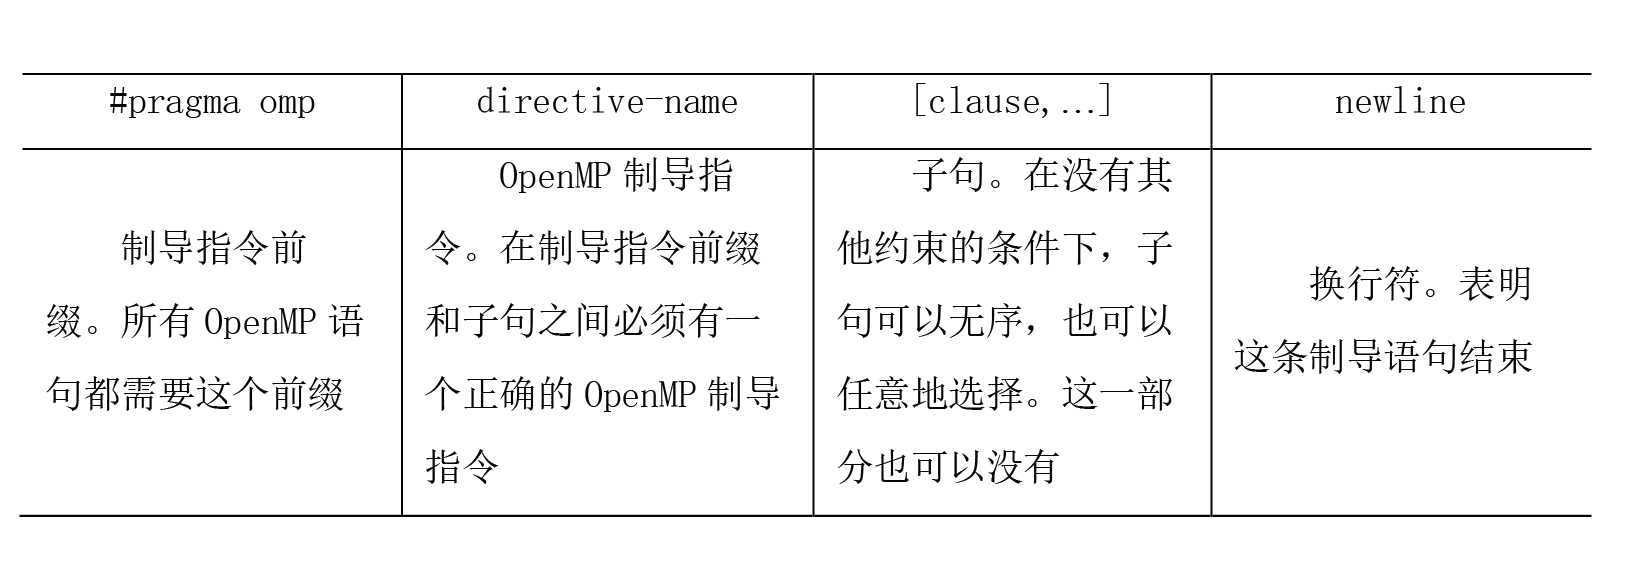 #pragma omp
directive-name
[clause,...]
newline
制导指令前
缀。所有 OpenMP 语
句都需要这个前缀
OpenMP 制导指
令。在制导指令前缀
和子句之间必须有一
个正确的 OpenMP 制导
指令
子句。在没有其
他约束的条件下，子
句可以无序，也可以
任意地选择。这一部
分也可以没有
换行符。表明
这条制导语句结束